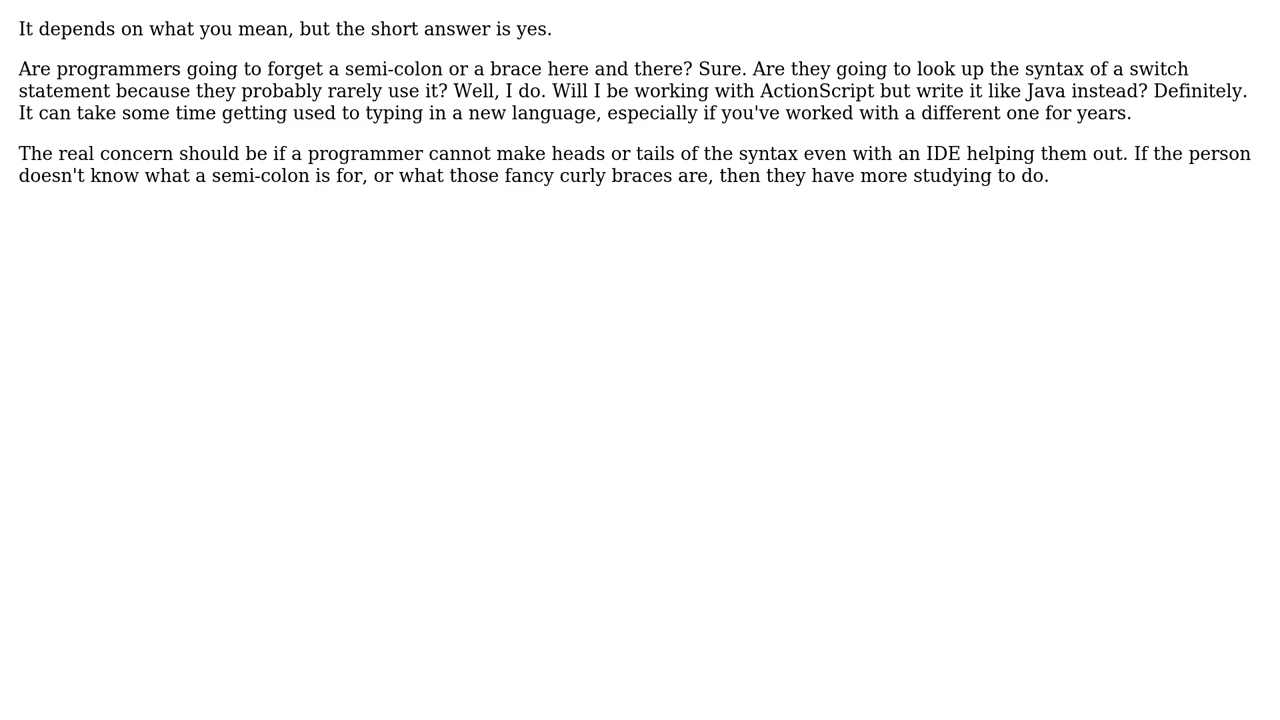 It depends on what you mean, but the short answer is yes.
Are programmers going to forget a semi-colon or a brace here and there? Sure. Are they going to look up the syntax of a switch
statement because they probably rarely use it? Well, I do. Will I be working with ActionScript but write it like Java instead? Definitely.
It can take some time getting used to typing in a new language, especially if you've worked with a different one for years.
The real concern should be if a programmer cannot make heads or tails of the syntax even with an IDE helping them out. If the person
doesn't know what a semi-colon is for, or what those fancy curly braces are, then they have more studying to do.